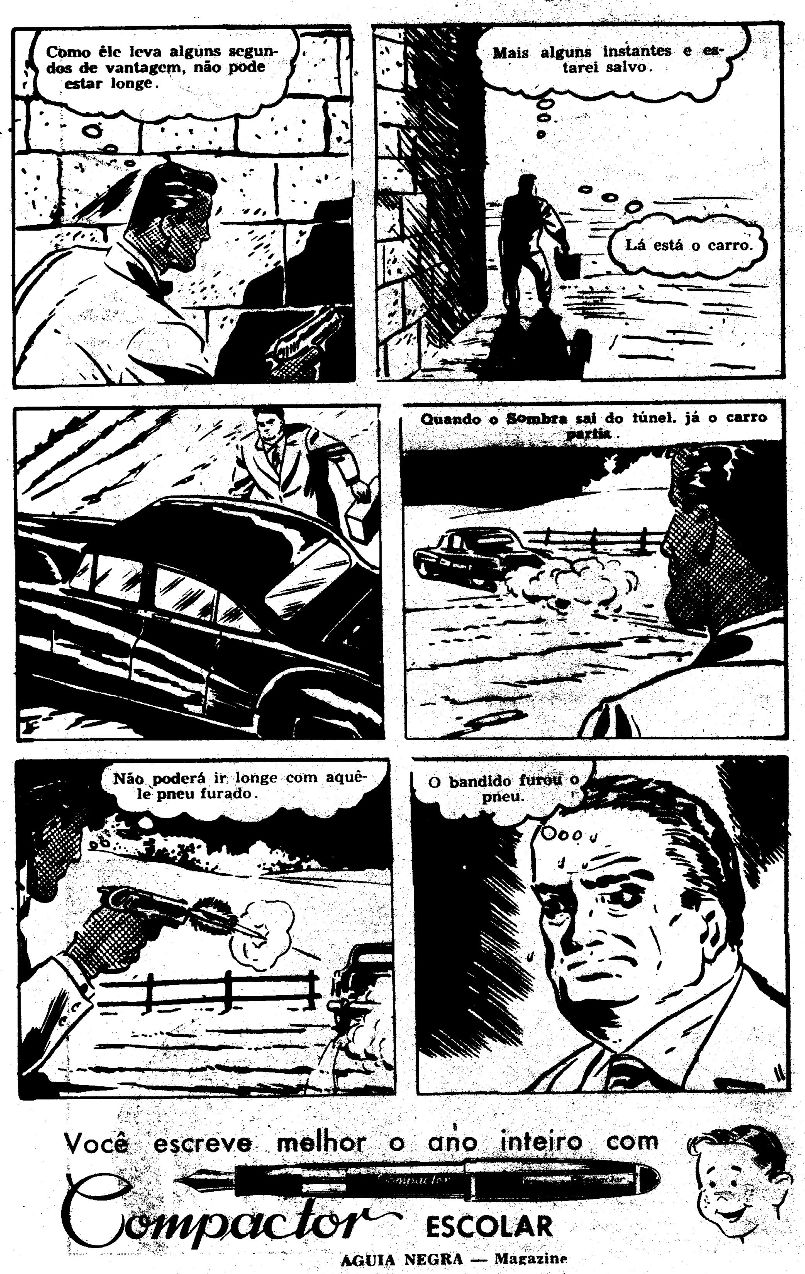 Como êle leva alguns segun-
dos de vantagem, não pode
estar longe.
Mais alguns instantes e es-
tarei salvo.
Lá está o carro.
Quando o Sombra sai do túnel, já o carro
partia.
Não poderá ir longe com aquê-
le pneu furado.
O bandido furou o
pneu.
Você escreve melhor o ano inteiro com
Compactor
Compactor ESCOLAR
AGUIA NEGRA — Magazine